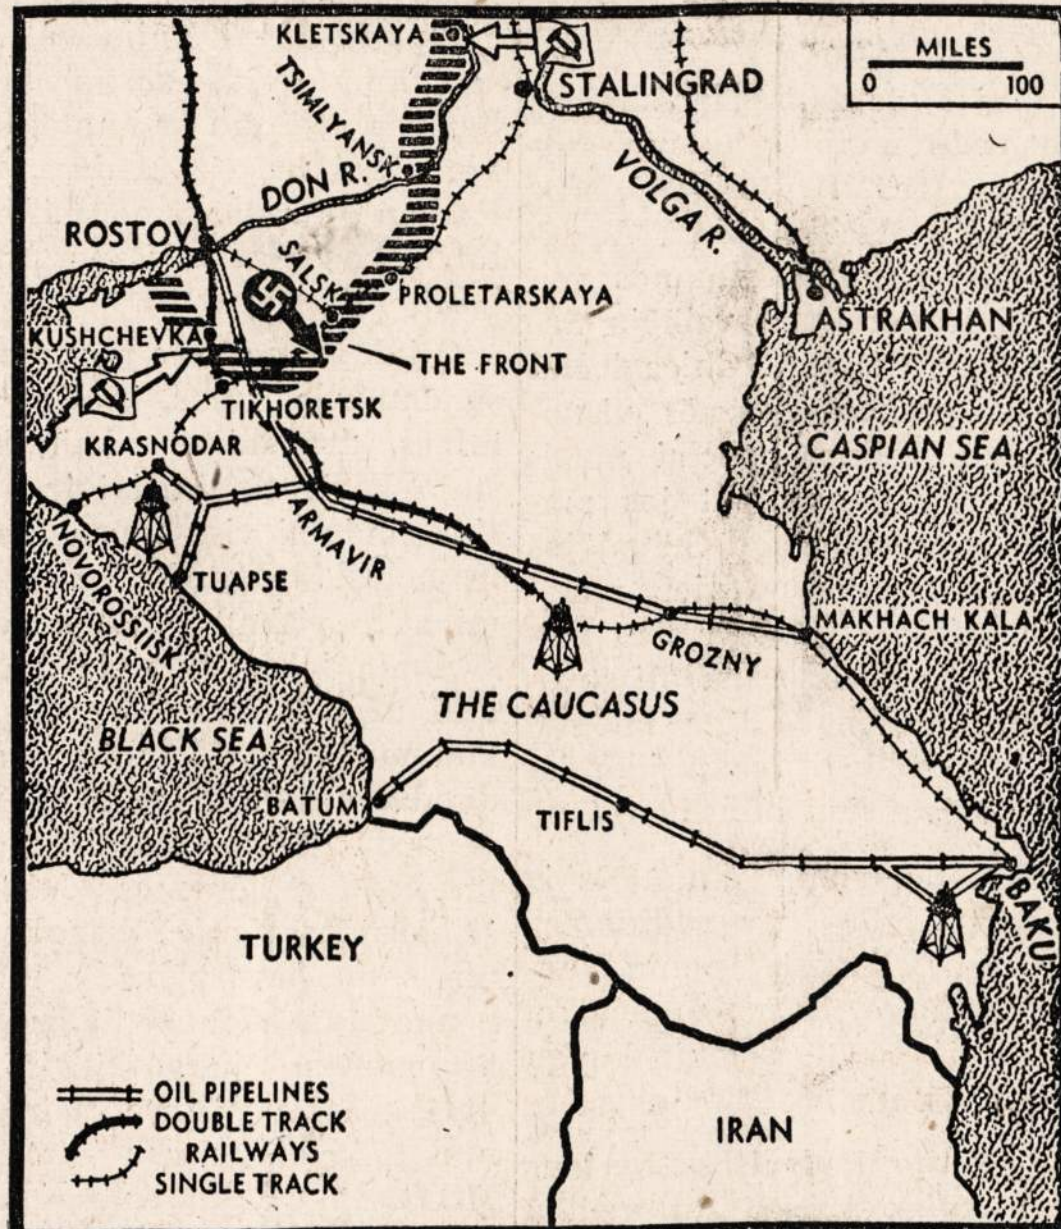 KLETSKAYA
MILES
0 100
STALINGRAD
TSIMLYANSK
DON R.
VOLGA R.
ROSTOV
SALSK
PROLETARSKAYA
ASTRAKHAN
KUSHCHEVKA
THE FRONT
TIKHORETSK
KRASNODAR
CASPIAN SEA
ARMAVIR
NOVOROSSIISK
TUAPSE
MAKHACH KALA
GROZNY
THE CAUCASUS
BLACK SEA
BATUM
TIFLIS
BAKU
TURKEY
IRAN
OIL PIPELINES
DOUBLE TRACK
RAILWAYS
SINGLE TRACK